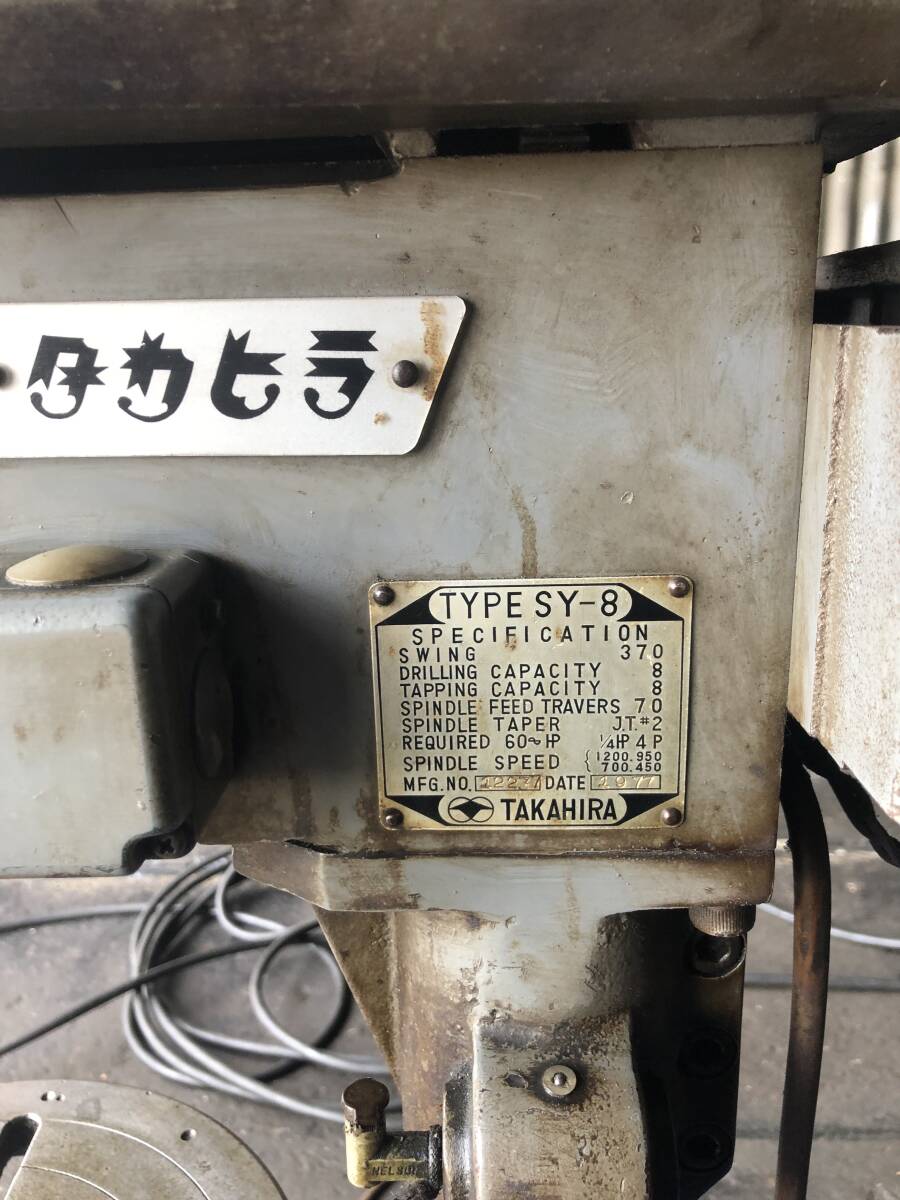 タカヒラ
TYPE SY-8
SPECIFICATION
SWING 370
DRILLING CAPACITY 8
TAPPING CAPACITY 8
SPINDLE FEED TRAVERS 70
SPINDLE TAPER J.T.#2
REQUIRED 60~HP 1/4HP 4P
SPINDLE SPEED { 1200.950
700.450
MFG.NO. DATE 1977
TAKAHIRA